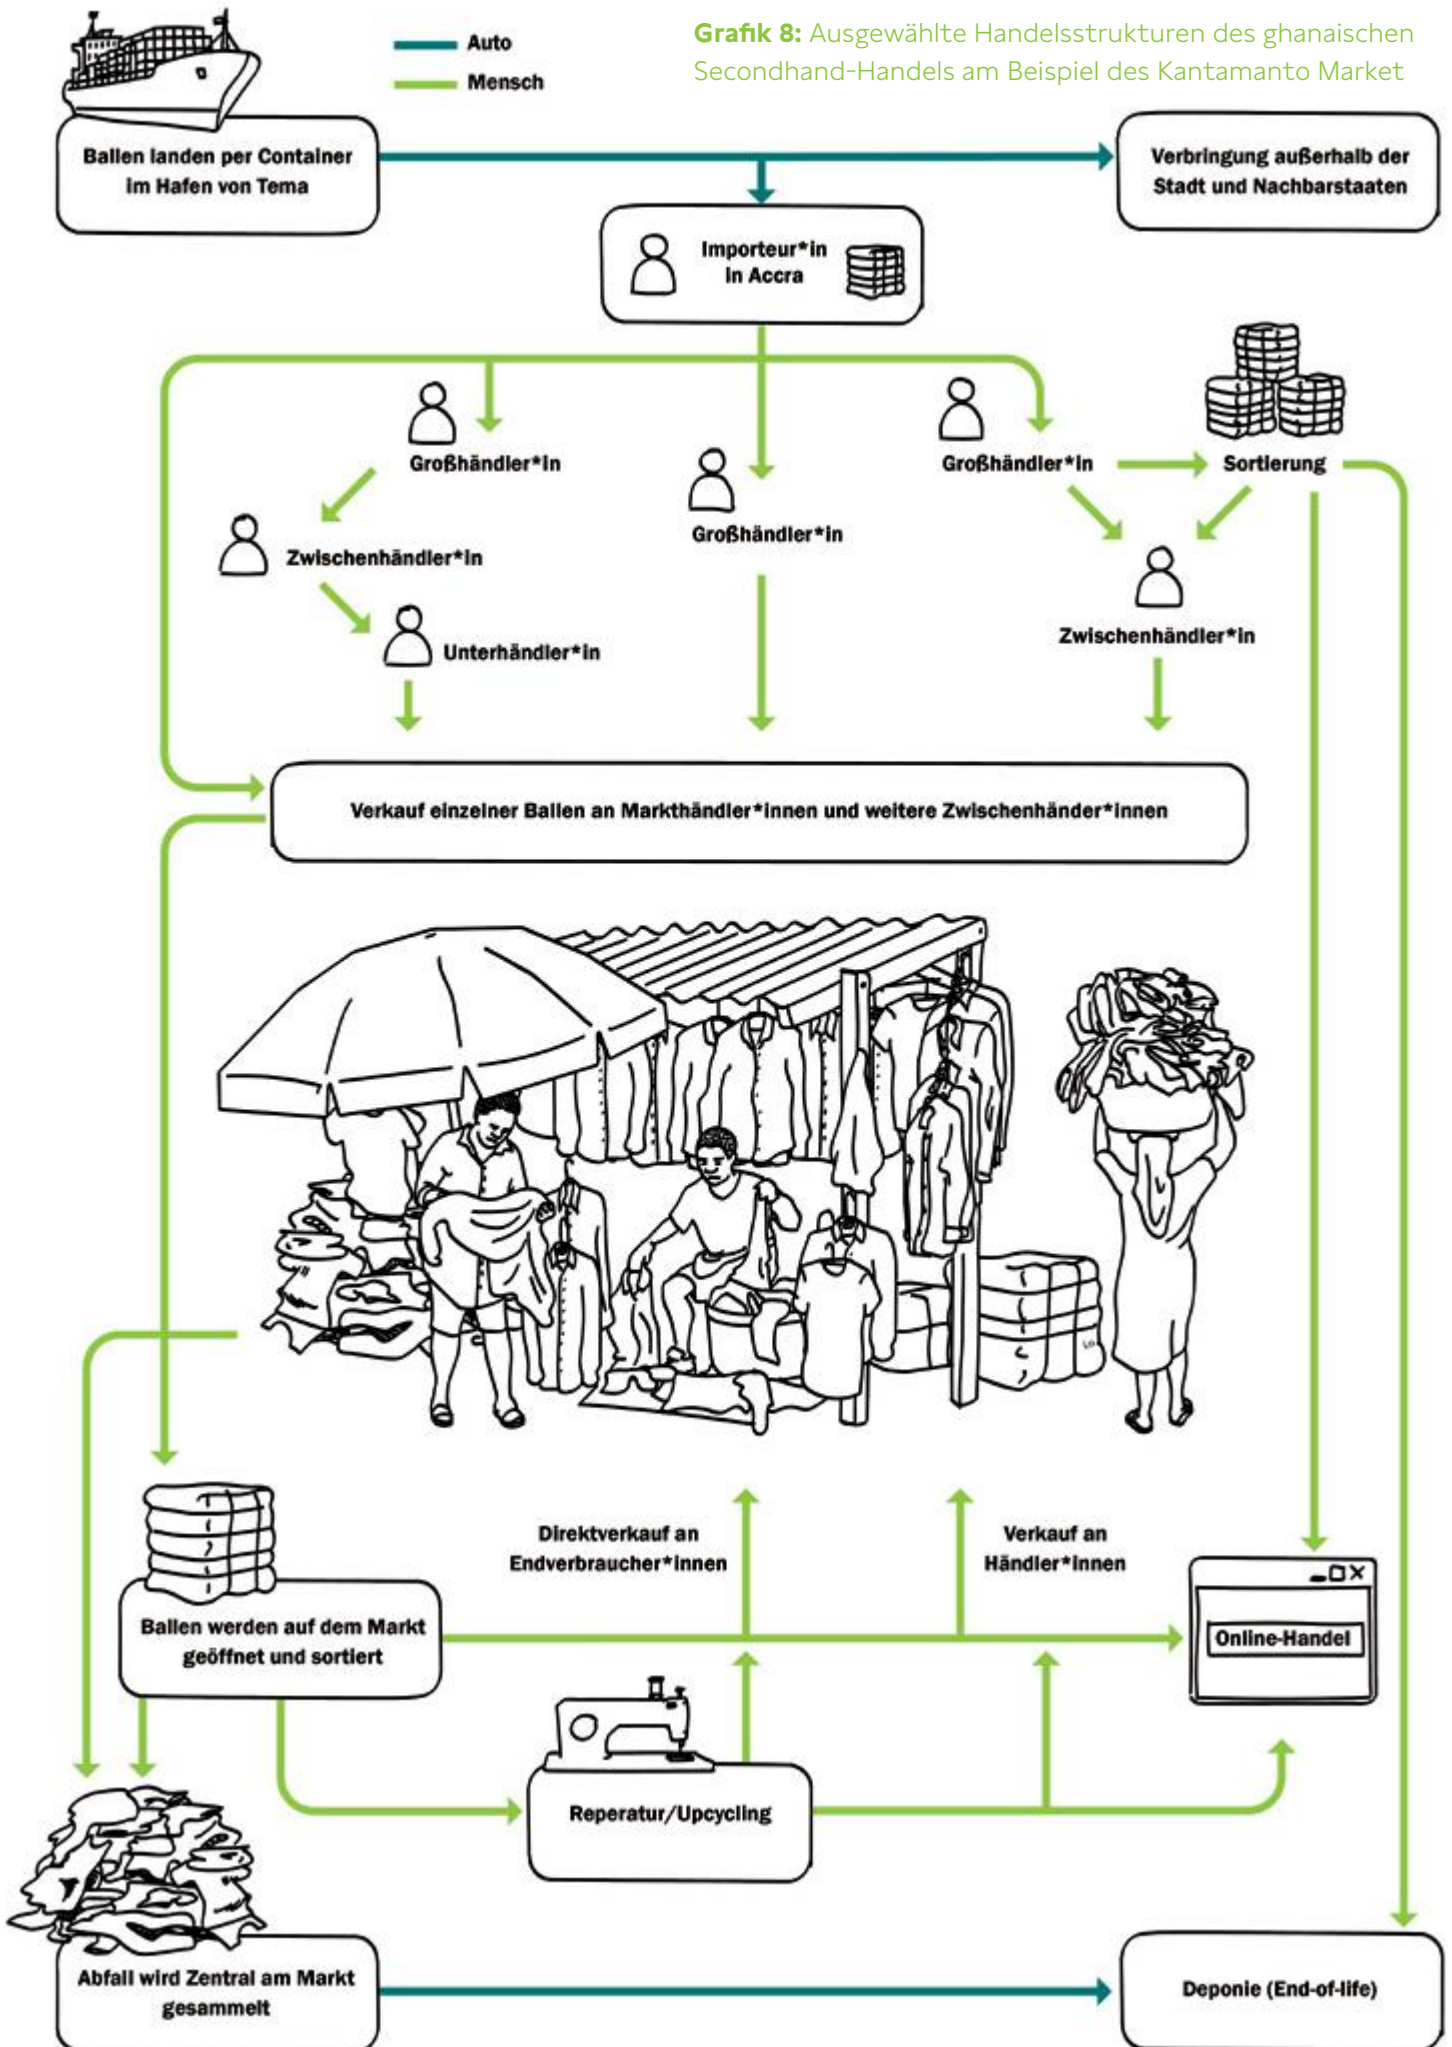 Auto
Mensch
Grafik 8: Ausgewählte Handelsstrukturen des ghanaischen
Secondhand-Handels am Beispiel des Kantamanto Market
Ballen landen per Container
im Hafen von Tema
Verbringung außerhalb der
Stadt und Nachbarstaaten
Importeur*in
in Accra
Großhändler*in
Großhändler*in
Sortierung
Großhändler*in
Zwischenhändler*in
Zwischenhändler*in
Unterhändler*in
Verkauf einzelner Ballen an Markthändler*innen und weitere Zwischenhänder*innen
Direktverkauf an
Endverbraucher*innen
Verkauf an
Händler*innen
Ballen werden auf dem Markt
geöffnet und sortiert
Online-Handel
Reperatur/Upcycling
Abfall wird Zentral am Markt
gesammelt
Deponie (End-of-life)